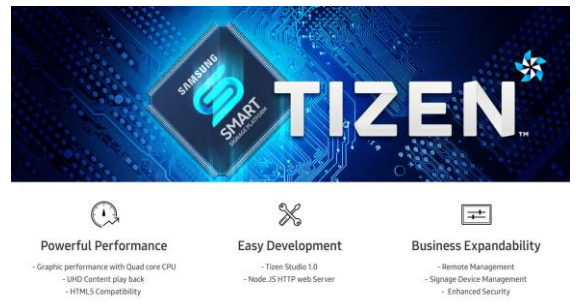 SAMSUNG
SMART
SIGNAGE PLATFORM
TIZEN™
Powerful Performance
- Graphic performance with Quad core CPU
- UHD Content play back
- HTML5 Compatibility
Easy Development
- Tizen Studio 1.0
- Node.JS HTTP web Server
Business Expandability
- Remote Management
- Signage Device Management
- Enhanced Security